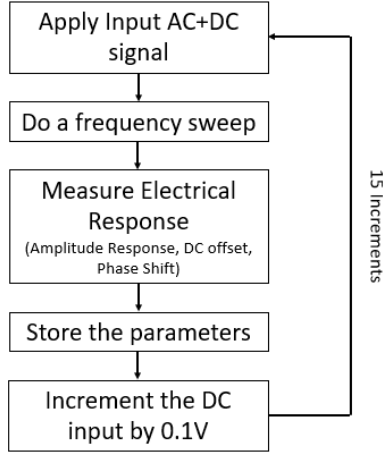 Apply Input AC+DC
signal
Do a frequency sweep
Measure Electrical
Response
(Amplitude Response, DC offset,
Phase Shift)
Store the parameters
Increment the DC
input by 0.1V
15 Increments